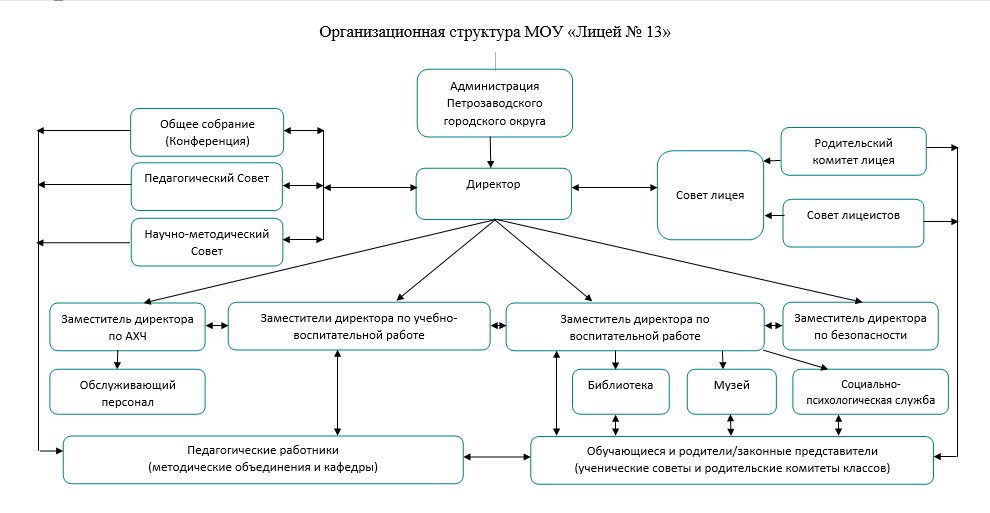 Организационная структура МОУ «Лицей № 13»
Администрация
Петрозаводского
городского округа
Общее собрание
(Конференция)
Педагогический Совет
Научно-методический
Совет
Директор
Совет лицея
Родительский
комитет лицея
Совет лицеистов
Заместитель директора
по АХЧ
Заместители директора по учебно-
воспитательной работе
Заместитель директора по
воспитательной работе
Заместитель директора
по безопасности
Обслуживающий
персонал
Библиотека
Музей
Социально-
психологическая служба
Педагогические работники
(методические объединения и кафедры)
Обучающиеся и родители/законные представители
(ученические советы и родительские комитеты классов)